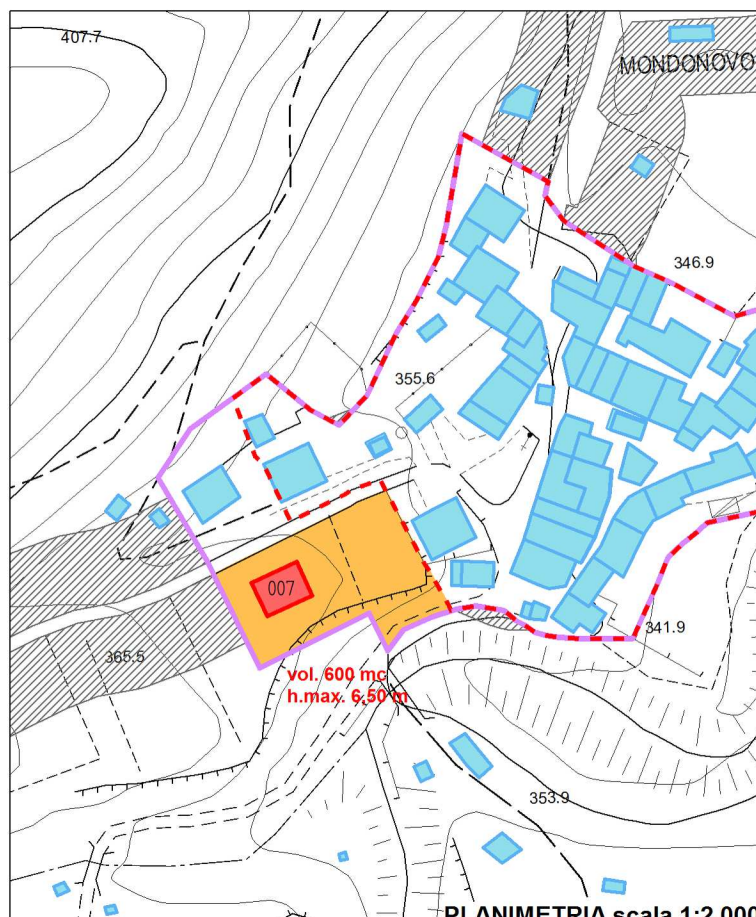 407.7
MONDONOVO
346.9
355.6
007
365.5
341.9
vol. 600 mc
h.max. 6.50 m
353.9
PLANIMETRIA scala 1:2.000